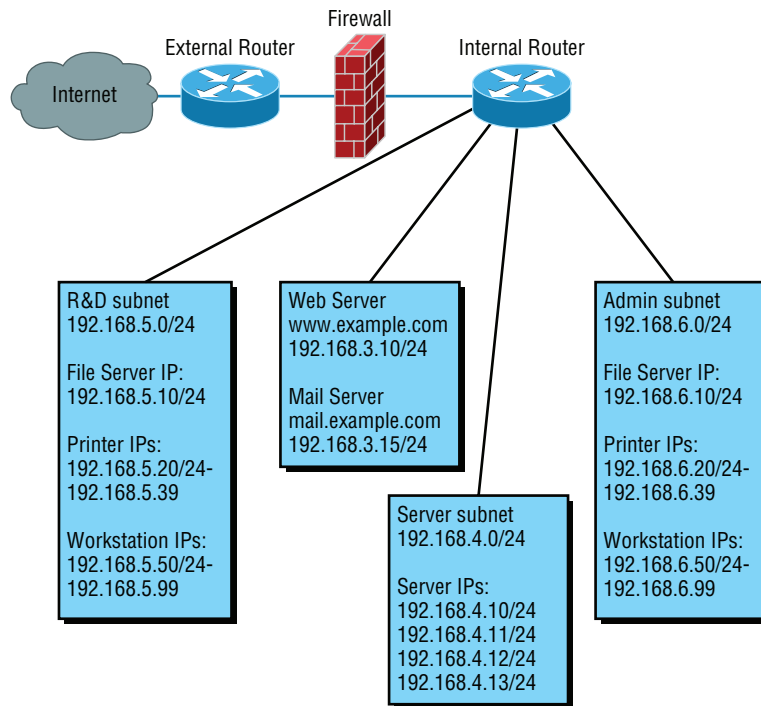 Firewall
External Router
Internal Router
Internet
R&D subnet
192.168.5.0/24
File Server IP:
192.168.5.10/24
Printer IPs:
192.168.5.20/24-
192.168.5.39
Workstation IPs:
192.168.5.50/24-
192.168.5.99
Web Server
www.example.com
192.168.3.10/24
Mail Server
mail.example.com
192.168.3.15/24
Server subnet
192.168.4.0/24
Server IPs:
192.168.4.10/24
192.168.4.11/24
192.168.4.12/24
192.168.4.13/24
Admin subnet
192.168.6.0/24
File Server IP:
192.168.6.10/24
Printer IPs:
192.168.6.20/24-
192.168.6.39
Workstation IPs:
192.168.6.50/24-
192.168.6.99